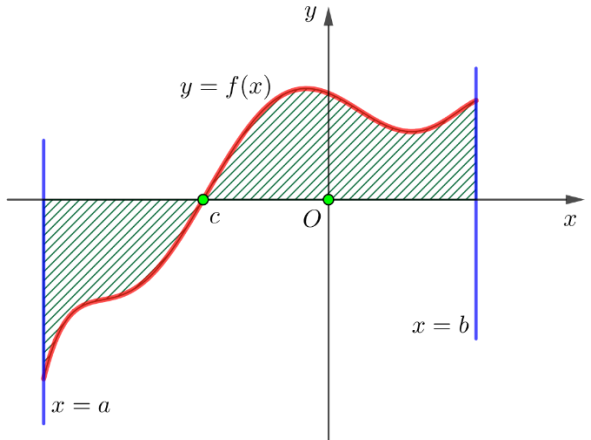 y
y = f(x)
c
O
x
x = b
x = a